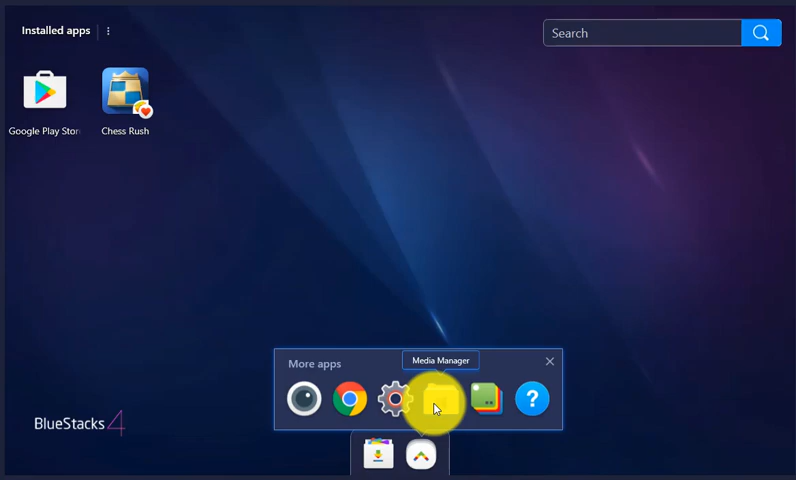 Installed apps
Search
Google Play Stor
Chess Rush
Media Manager
More apps
?
BlueStacks 4